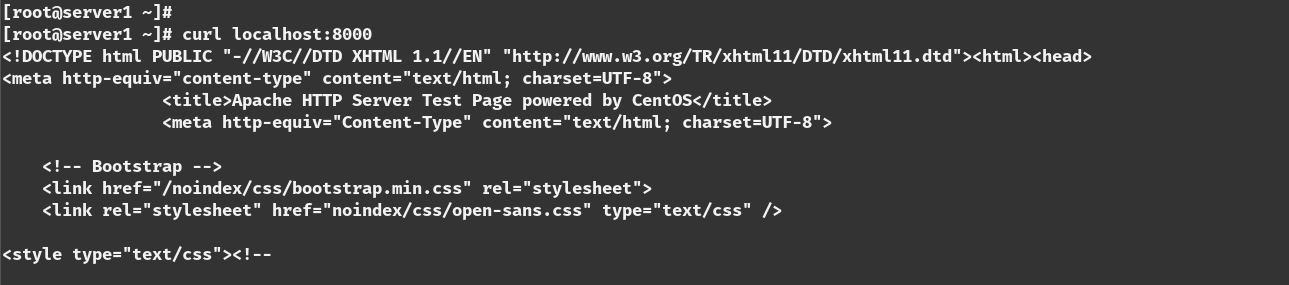 [root@server1 ~]#
[root@server1 ~]# curl localhost:8000
<!DOCTYPE html PUBLIC "-//W3C//DTD XHTML 1.1//EN" "http://www.w3.org/TR/xhtml11/DTD/xhtml11.dtd"><html><head>
<meta http-equiv="content-type" content="text/html; charset=UTF-8">
<title>Apache HTTP Server Test Page powered by CentOS</title>
<meta http-equiv="Content-Type" content="text/html; charset=UTF-8">
<!-- Bootstrap -->
<link href="/noindex/css/bootstrap.min.css" rel="stylesheet">
<link rel="stylesheet" href="noindex/css/open-sans.css" type="text/css" />
<style type="text/css"><!--